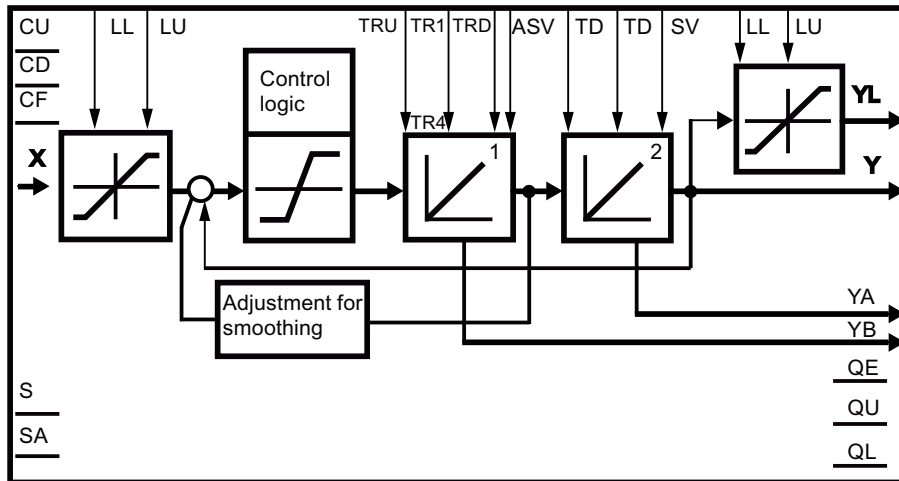 CU
LL
LU
TRU
TR1
TRD
ASV
TD
TD
SV
LL
LU
CD
CF
Control
logic
YL
TR4
X
1
2
Y
Adjustment for
smoothing
YA
YB
QE
S
QU
SA
QL